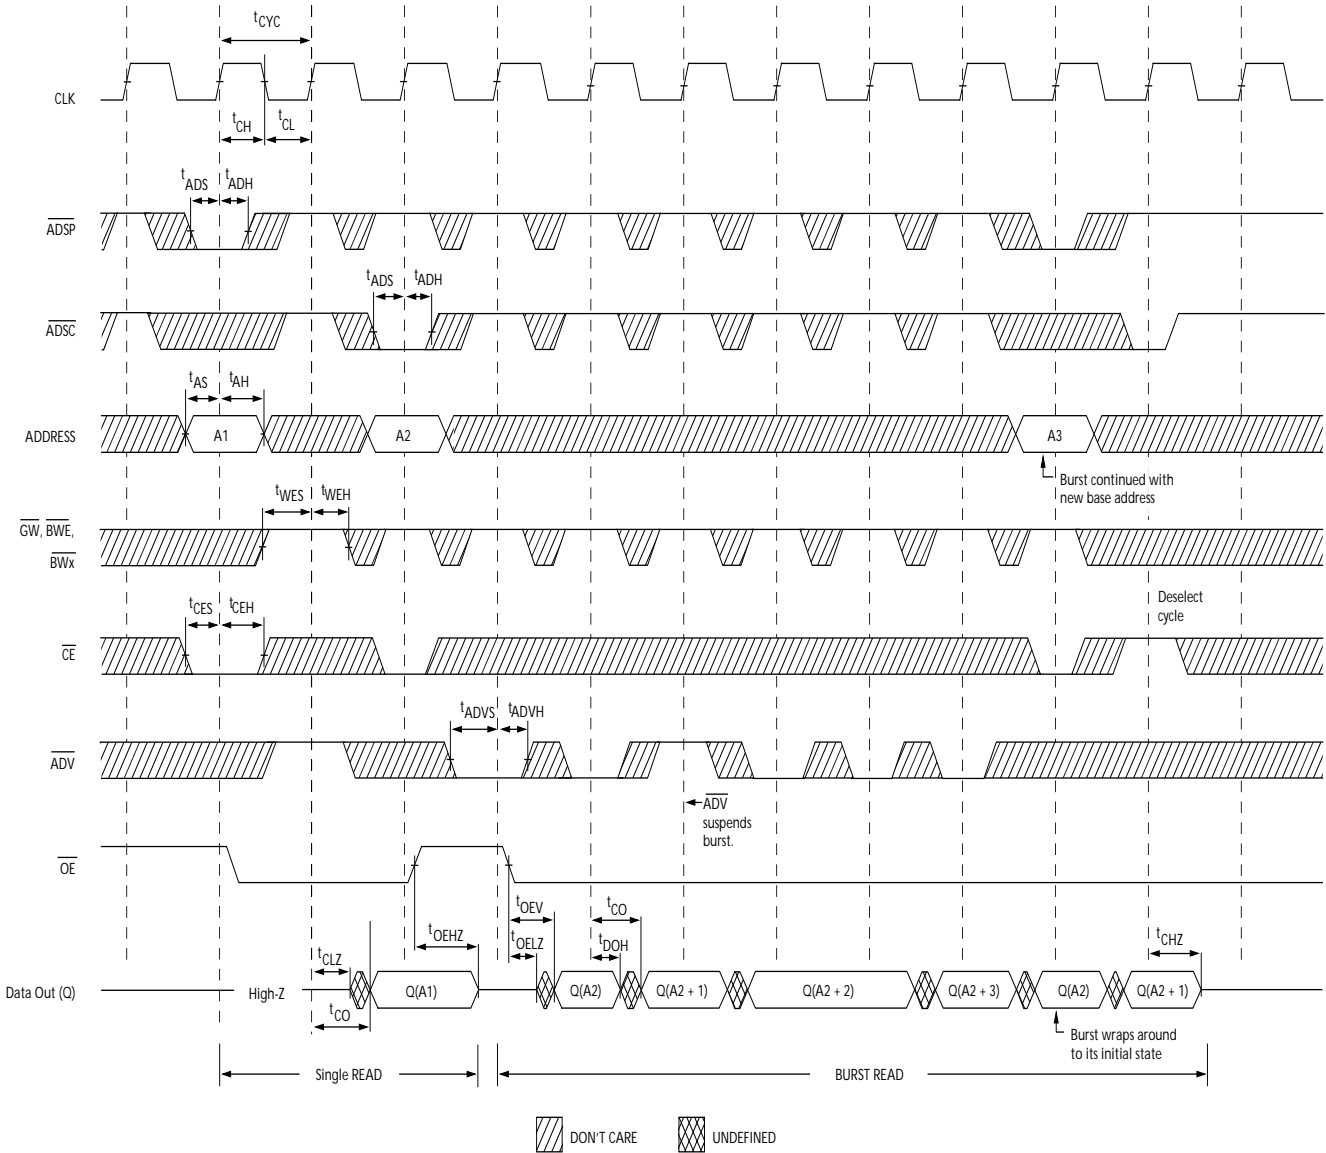 tCYC
CLK
tCH
tCL
tADS
tADH
ADSP
tADS
tADH
ADSC
tAS
tAH
ADDRESS
A1
A2
A3
Burst continued with
new base address
tWES
tWEH
GW, BWE,
BWx
Deselect
cycle
tCES
tCEH
CE
tADVS
tADVH
ADV
ADV
suspends
burst.
OE
tOEV
tCO
tOEHZ
tOELZ
tDOH
tCHZ
tCLZ
Data Out (Q)
High-Z
Q(A1)
Q(A2)
Q(A2 + 1)
Q(A2 + 2)
Q(A2 + 3)
Q(A2)
Q(A2 + 1)
tCO
Burst wraps around
to its initial state
Single READ
BURST READ
DON'T CARE
UNDEFINED